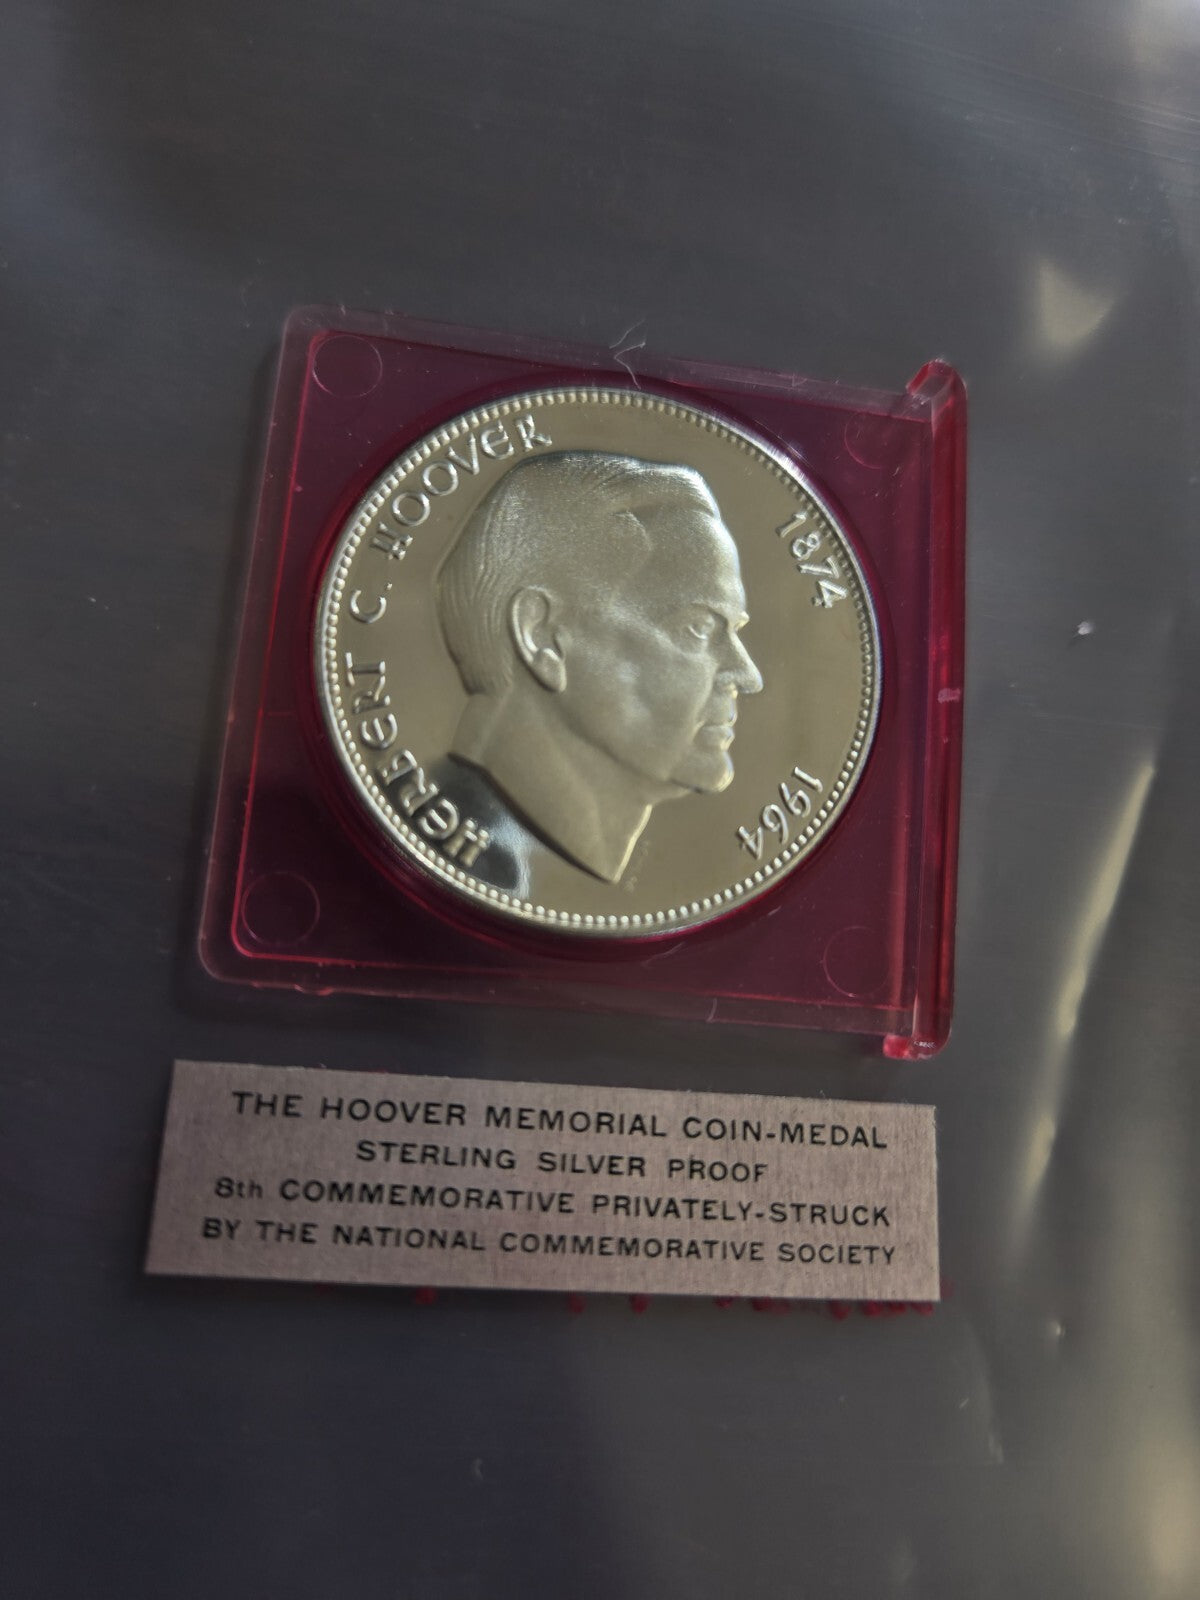 HERBERT C. HOOVER
1874
1964
THE HOOVER MEMORIAL COIN-MEDAL
STERLING SILVER PROOF
8th COMMEMORATIVE PRIVATELY-STRUCK
BY THE NATIONAL COMMEMORATIVE SOCIETY